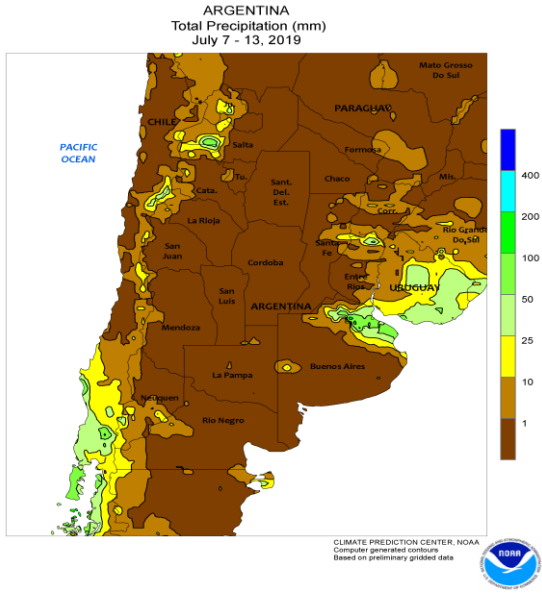 ARGENTINA
Total Precipitation (mm)
July 7 - 13, 2019
Mato Grosso
Do Sul
PARAGUAY
CHILE
PACIFIC
OCEAN
Salta
Formosa
Tu.
Chaco
Mis.
Cata.
Sant.
Del.
Est.
Corr.
La Rioja
Rio Grande
Do Sul
Santa
Fe
San
Juan
Cordoba
Entre
Rios
URUGUAY
San
Luis
ARGENTINA
Mendoza
La Pampa
Buenos Aires
Neuquen
Rio Negro
400
200
100
50
25
10
1
CLIMATE PREDICTION CENTER, NOAA
Computer generated contours
Based on preliminary gridded data
NOAA